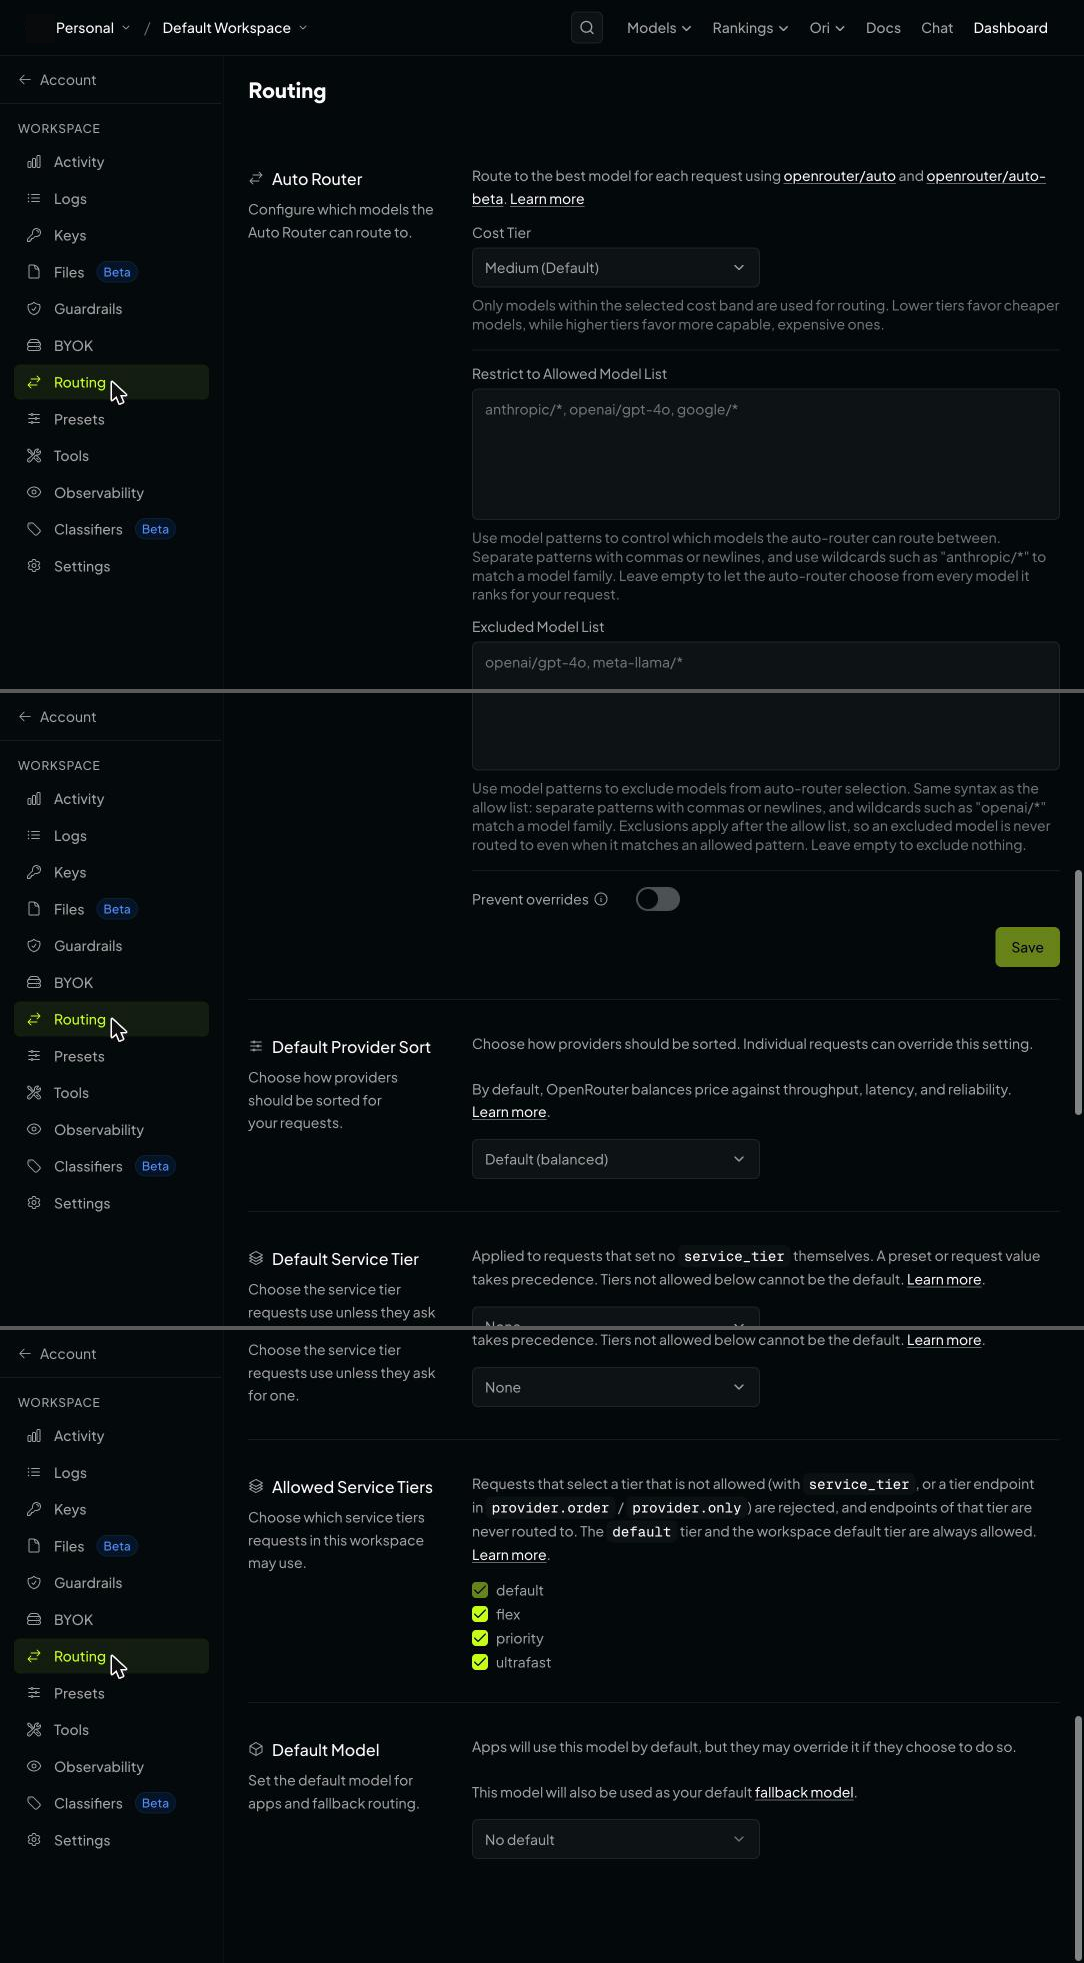 Personal / Default Workspace
Models Rankings Ori Docs Chat Dashboard
Account
WORKSPACE
Activity
Logs
Keys
Files Beta
Guardrails
BYOK
Routing
Presets
Tools
Observability
Classifiers Beta
Settings
Routing
Auto Router
Configure which models the
Auto Router can route to.
Route to the best model for each request using openrouter/auto and openrouter/auto-
beta. Learn more
Cost Tier
Medium (Default)
Only models within the selected cost band are used for routing. Lower tiers favor cheaper
models, while higher tiers favor more capable, expensive ones.
Restrict to Allowed Model List
anthropic/*, openai/gpt-4o, google/*
Use model patterns to control which models the auto-router can route between.
Separate patterns with commas or newlines, and use wildcards such as "anthropic/*" to
match a model family. Leave empty to let the auto-router choose from every model it
ranks for your request.
Excluded Model List
openai/gpt-4o, meta-llama/*
Account
WORKSPACE
Activity
Logs
Keys
Files Beta
Guardrails
BYOK
Routing
Presets
Tools
Observability
Classifiers Beta
Settings
Use model patterns to exclude models from auto-router selection. Same syntax as the
allow list: separate patterns with commas or newlines, and wildcards such as "openai/*"
match a model family. Exclusions apply after the allow list, so an excluded model is never
routed to even when it matches an allowed pattern. Leave empty to exclude nothing.
Prevent overrides
Save
Default Provider Sort
Choose how providers
should be sorted for
your requests.
Choose how providers should be sorted. Individual requests can override this setting.
By default, OpenRouter balances price against throughput, latency, and reliability.
Learn more.
Default (balanced)
Default Service Tier
Choose the service tier
requests use unless they ask
Applied to requests that set no service_tier themselves. A preset or request value
takes precedence. Tiers not allowed below cannot be the default. Learn more.
None
Account
WORKSPACE
Activity
Logs
Keys
Files Beta
Guardrails
BYOK
Routing
Presets
Tools
Observability
Classifiers Beta
Settings
Choose the service tier
requests use unless they ask
for one.
takes precedence. Tiers not allowed below cannot be the default. Learn more.
None
Allowed Service Tiers
Choose which service tiers
requests in this workspace
may use.
Requests that select a tier that is not allowed (with service_tier, or a tier endpoint
in provider.order / provider.only) are rejected, and endpoints of that tier are
never routed to. The default tier and the workspace default tier are always allowed.
Learn more.
default
flex
priority
ultrafast
Default Model
Set the default model for
apps and fallback routing.
Apps will use this model by default, but they may override it if they choose to do so.
This model will also be used as your default fallback model.
No default